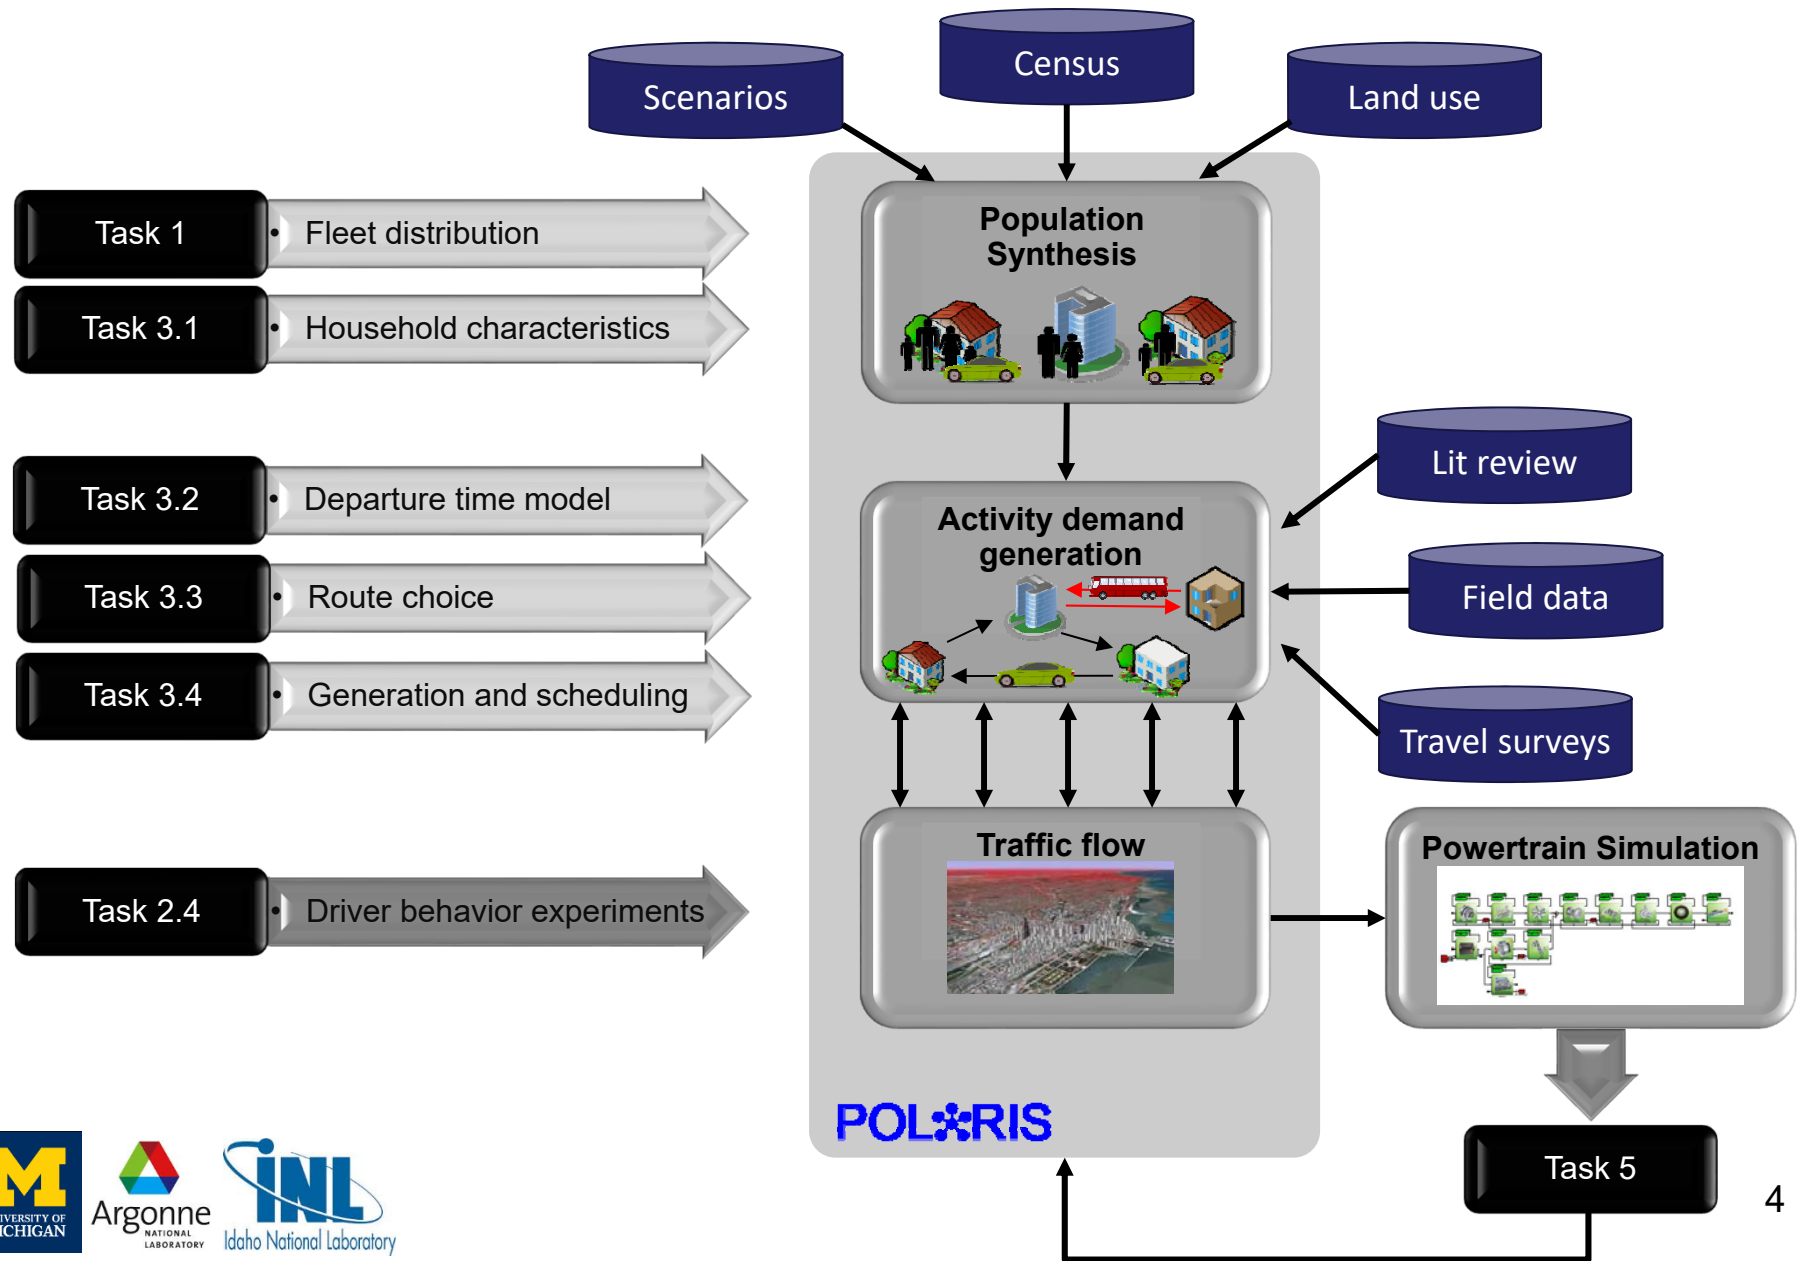 Scenarios
Census
Land use
Task 1
• Fleet distribution
Task 3.1
• Household characteristics
Population
Synthesis
Task 3.2
• Departure time model
Task 3.3
• Route choice
Task 3.4
• Generation and scheduling
Activity demand
generation
Lit review
Field data
Travel surveys
Task 2.4
• Driver behavior experiments
Traffic flow
Powertrain Simulation
POLARIS
Task 5
M
IVERSITY OF
ICHIGAN
Argonne
NATIONAL
LABORATORY
INL
Idaho National Laboratory
4